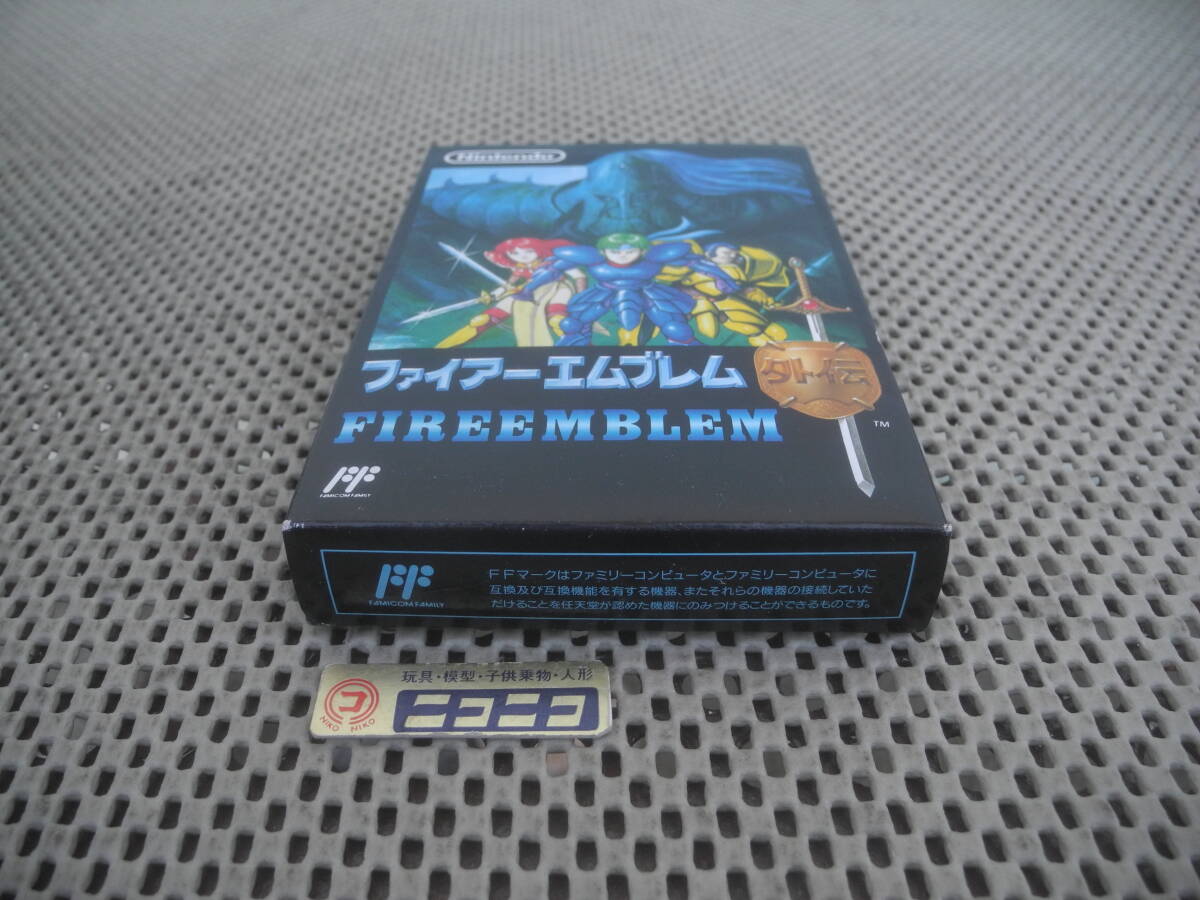 Nintendo
ファイアーエムブレム
外伝
FIREEMBLEM
TM
FF
FAMICOM FAMILY
FF
FAMICOM FAMILY
FFマークはファミリーコンピュータとファミリーコンピュータに
互換及び互換機能を有する機器、またそれらの機器の接続していた
だけることを任天堂が認めた機器にのみつけることができるものです。
玩具・模型・子供乗物・人形
コ
NIKO NIKO
ニコニコ